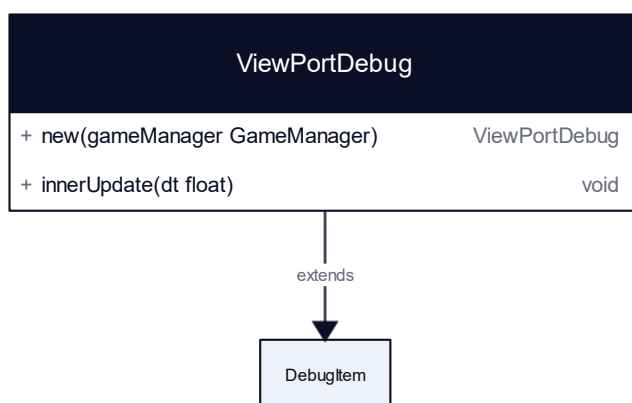 ViewPortDebug
+ new(gameManager GameManager) ViewPortDebug
+ innerUpdate(dt float) void
extends
DebugItem